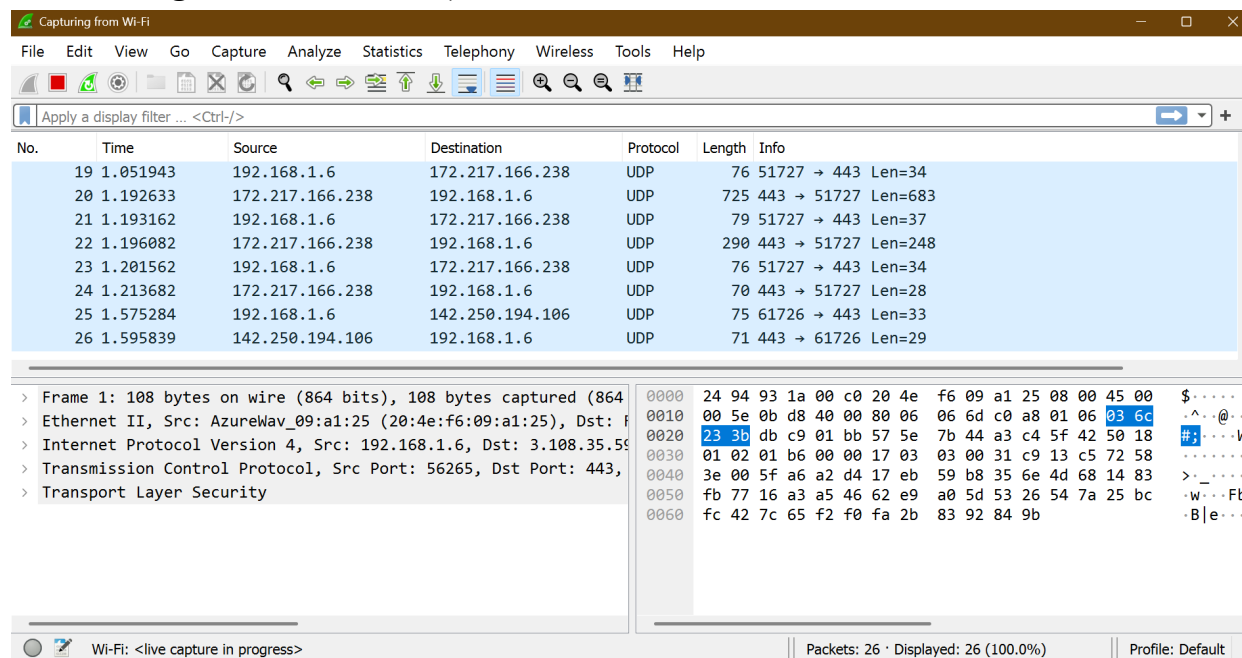 Capturing from Wi-Fi
File Edit View Go Capture Analyze Statistics Telephony Wireless Tools Help
Apply a display filter ... <Ctrl-/>
No. Time Source Destination Protocol Length Info
19 1.051943 192.168.1.6 172.217.166.238 UDP 76 51727 → 443 Len=34
20 1.192633 172.217.166.238 192.168.1.6 UDP 725 443 → 51727 Len=683
21 1.193162 192.168.1.6 172.217.166.238 UDP 79 51727 → 443 Len=37
22 1.196082 172.217.166.238 192.168.1.6 UDP 290 443 → 51727 Len=248
23 1.201562 192.168.1.6 172.217.166.238 UDP 76 51727 → 443 Len=34
24 1.213682 172.217.166.238 192.168.1.6 UDP 70 443 → 51727 Len=28
25 1.575284 192.168.1.6 142.250.194.106 UDP 75 61726 → 443 Len=33
26 1.595839 142.250.194.106 192.168.1.6 UDP 71 443 → 61726 Len=29
> Frame 1: 108 bytes on wire (864 bits), 108 bytes captured (864
> Ethernet II, Src: AzureWav_09:a1:25 (20:4e:f6:09:a1:25), Dst:
> Internet Protocol Version 4, Src: 192.168.1.6, Dst: 3.108.35.59
> Transmission Control Protocol, Src Port: 56265, Dst Port: 443,
> Transport Layer Security
0000 24 94 93 1a 00 c0 20 4e f6 09 a1 25 08 00 45 00 $·····
0010 00 5e 0b d8 40 00 80 06 06 6d c0 a8 01 06 03 6c ·^··@·
0020 23 3b db c9 01 bb 57 5e 7b 44 a3 c4 5f 42 50 18 #;····W
0030 01 02 01 b6 00 00 17 03 03 00 31 c9 13 c5 72 58 ·······
0040 3e 00 5f a6 a2 d4 17 eb 59 b8 35 6e 4d 68 14 83 >·_····
0050 fb 77 16 a3 a5 46 62 e9 a0 5d 53 26 54 7a 25 bc ·w···Fb
0060 fc 42 7c 65 f2 f0 fa 2b 83 92 84 9b ·B|e···
Wi-Fi: <live capture in progress> Packets: 26 · Displayed: 26 (100.0%) Profile: Default